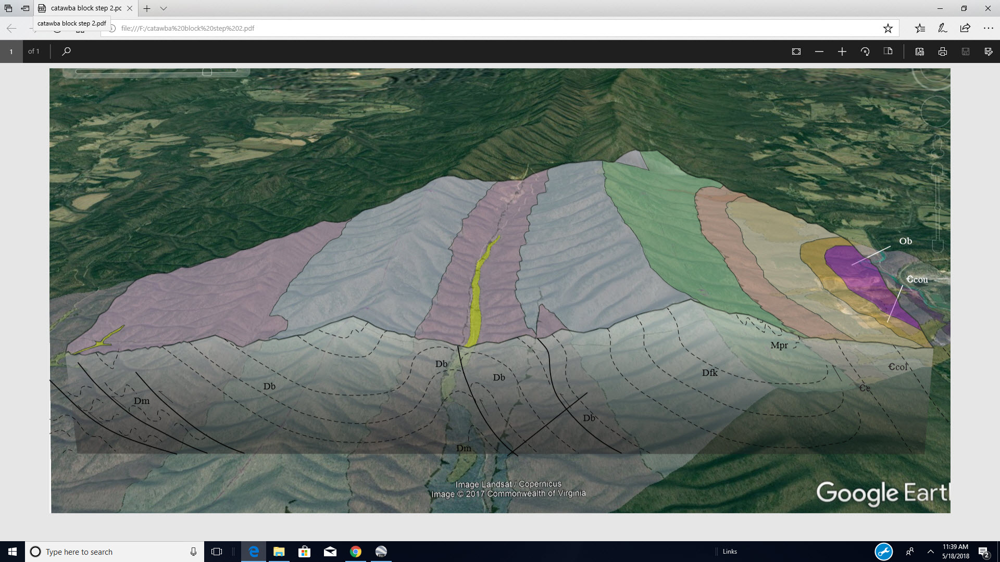 catawba block step 2.pc
catawba block step 2.pdf
file:///F:/catawba%20block%20step%202.pdf
1 of 1
Ob
Ꞓcou
Mpr
Db
Dfk
Ꞓcol
Db
Db
Ꞓe
Dm
Db
Dm
Image Landsat / Copernicus
Image © 2017 Commonwealth of Virginia
Google Eart
Type here to search
Links
11:39 AM
5/18/2018
2